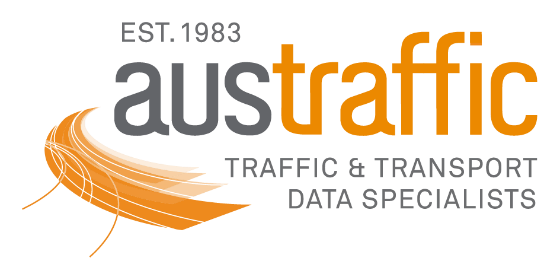 EST. 1983
austraffic
TRAFFIC & TRANSPORT
DATA SPECIALISTS